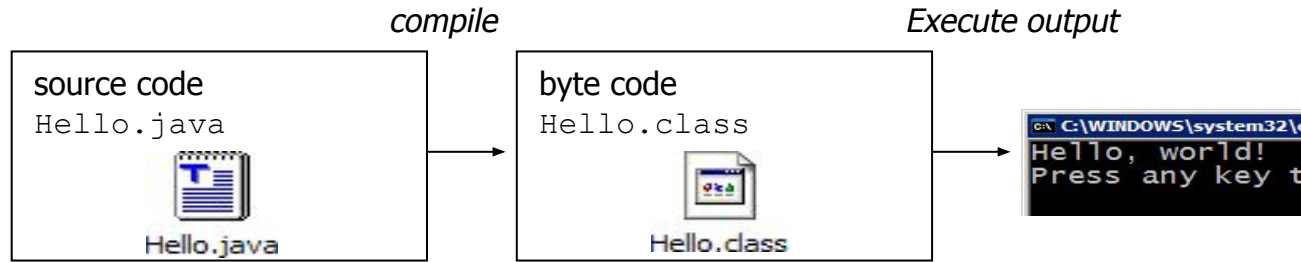 compile
Execute output
source code
Hello.java
Hello.java
byte code
Hello.class
Hello.class
C:\WINDOWS\system32\
Hello, world!
Press any key